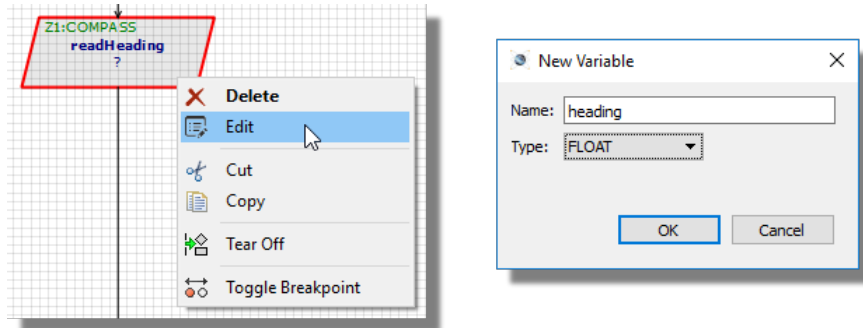 Z1:COMPASS
readHeading
?
Delete
Edit
Cut
Copy
Tear Off
Toggle Breakpoint
New Variable
Name: heading
Type: FLOAT
OK Cancel